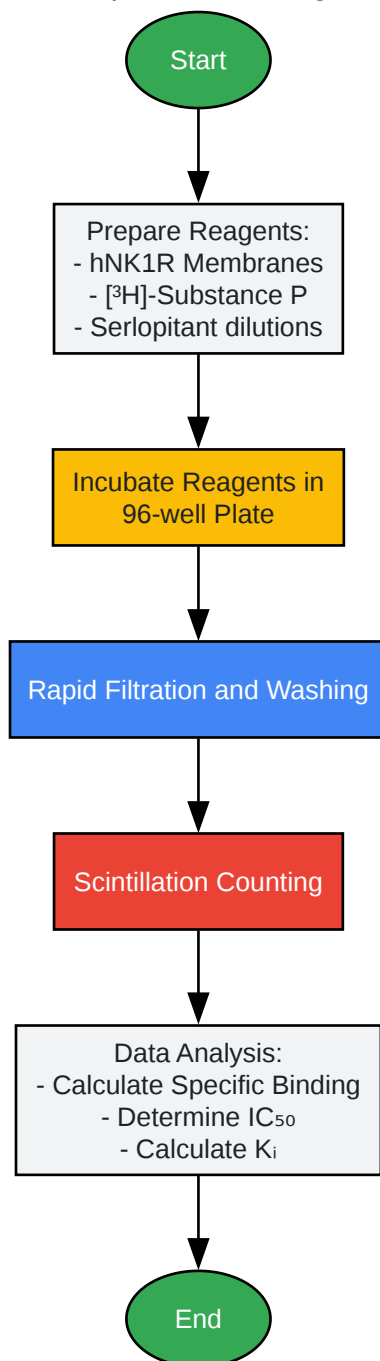 Start
Prepare Reagents:
- hNK1R Membranes
- [³H]-Substance P
- Serlopitant dilutions
Incubate Reagents in
96-well Plate
Rapid Filtration and Washing
Scintillation Counting
Data Analysis:
- Calculate Specific Binding
- Determine IC₅₀
- Calculate Kᵢ
End